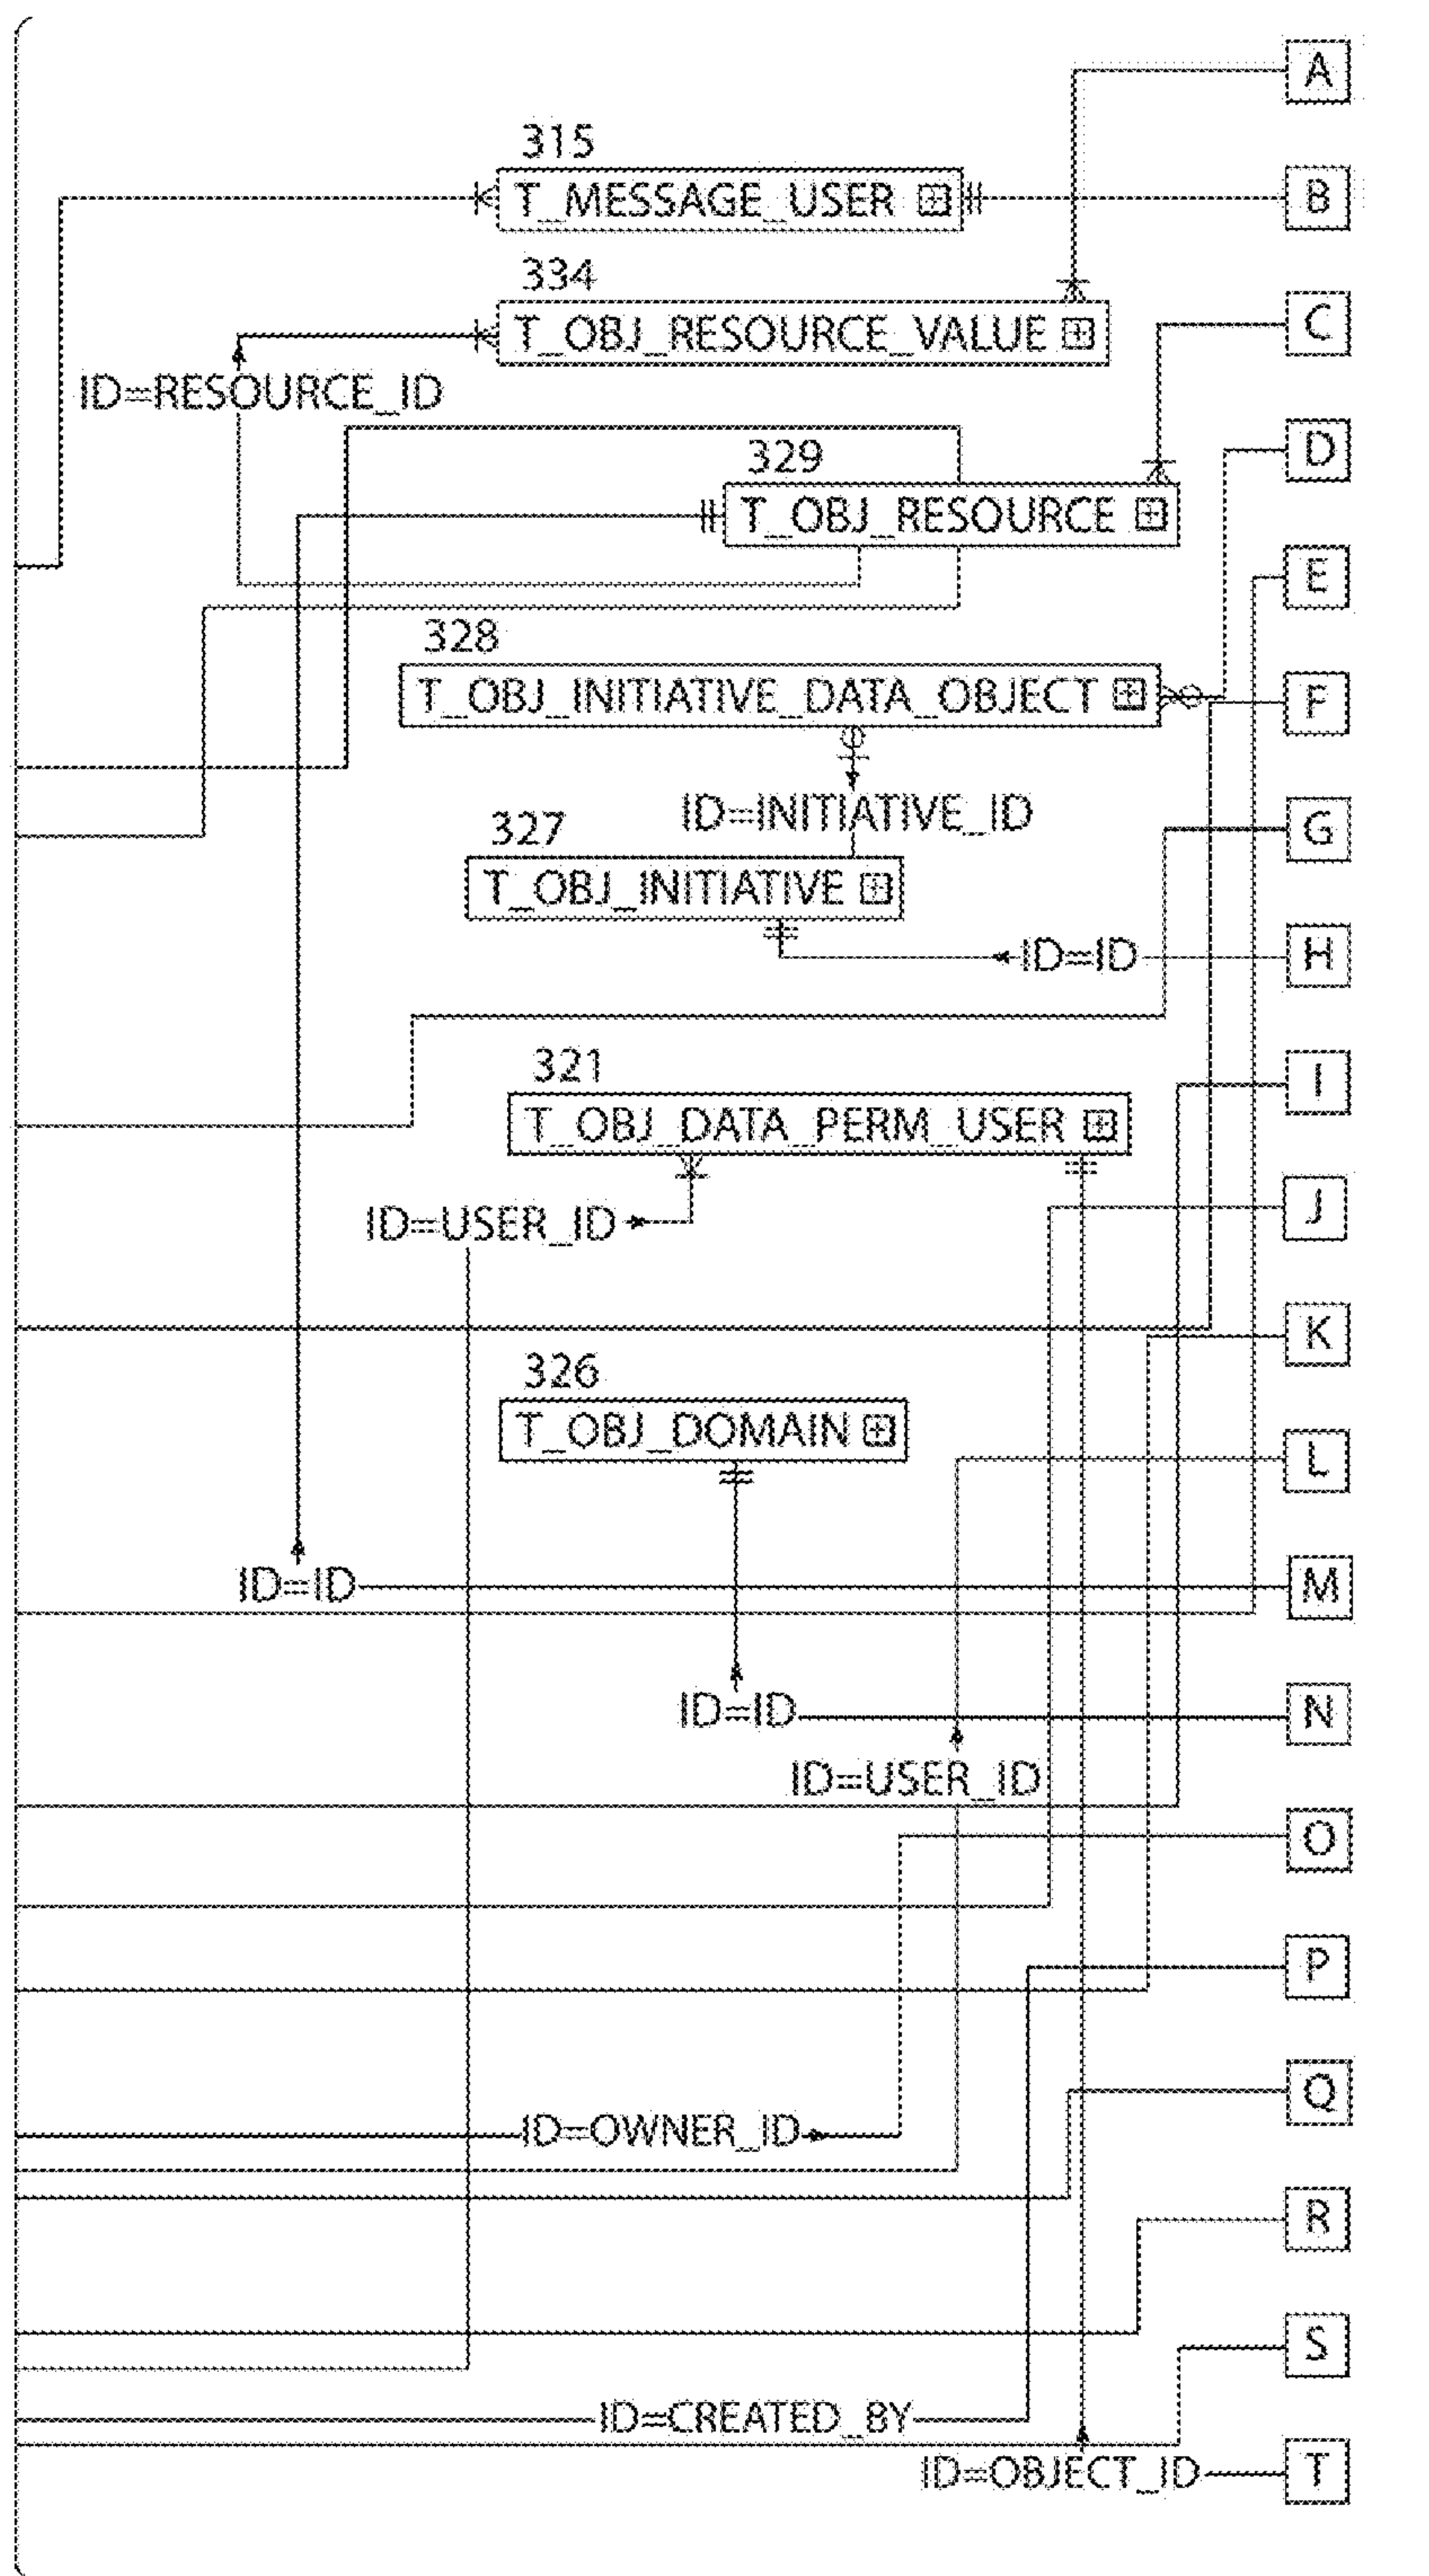 A
315
T_MESSAGE_USER
B
334
T_OBJ_RESOURCE_VALUE
C
ID=RESOURCE_ID
329
D
T_OBJ_RESOURCE
E
328
T_OBJ_INITIATIVE_DATA_OBJECT
F
ID=INITIATIVE_ID
327
G
T_OBJ_INITIATIVE
ID=ID
H
321
I
T_OBJ_DATA_PERM_USER
ID=USER_ID
J
K
326
T_OBJ_DOMAIN
L
ID=ID
M
ID=ID
N
ID=USER_ID
O
P
Q
ID=OWNER_ID
R
S
ID=CREATED_BY
ID=OBJECT_ID
T